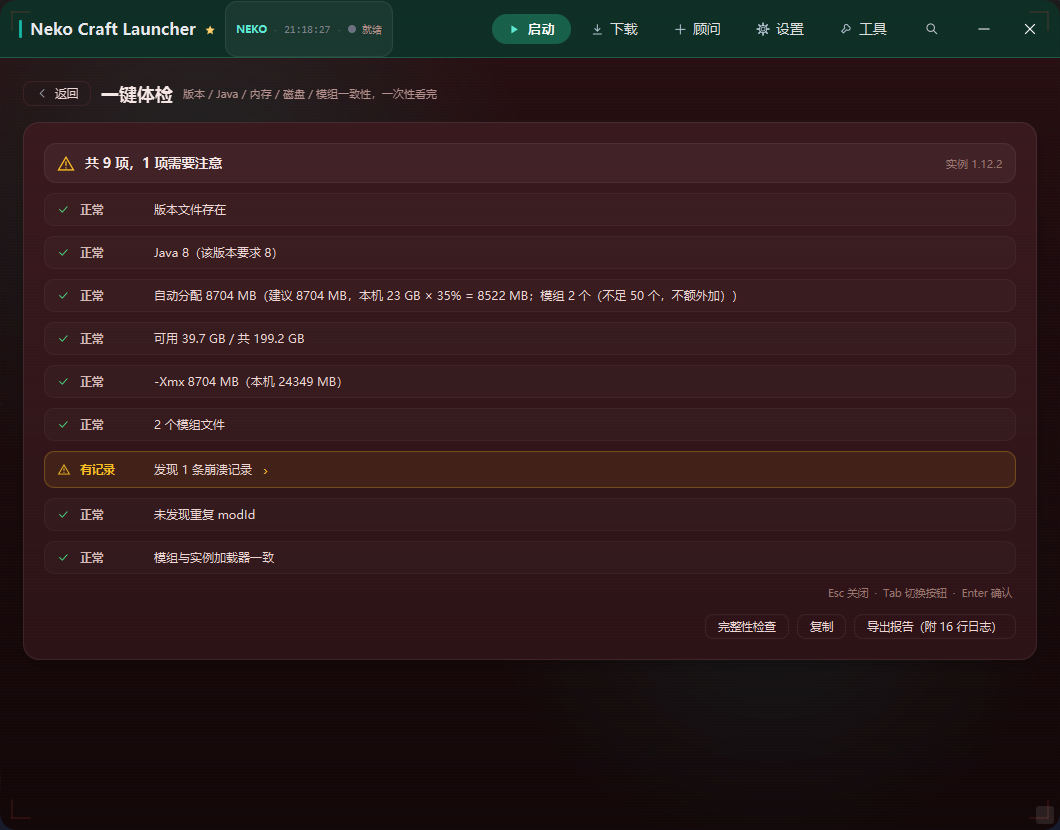 Neko Craft Launcher ★ NEKO · 21:18:27 · 就绪 启动 下载 顾问 设置 工具
返回 一键体检 版本 / Java / 内存 / 磁盘 / 模组一致性，一次性看完
共 9 项，1 项需要注意 实例 1.12.2
正常 版本文件存在
正常 Java 8（该版本要求 8）
正常 自动分配 8704 MB（建议 8704 MB，本机 23 GB × 35% = 8522 MB；模组 2 个（不足 50 个，不额外加））
正常 可用 39.7 GB / 共 199.2 GB
正常 -Xmx 8704 MB（本机 24349 MB）
正常 2 个模组文件
有记录 发现 1 条崩溃记录 ›
正常 未发现重复 modId
正常 模组与实例加载器一致
Esc 关闭 · Tab 切换按钮 · Enter 确认
完整性检查 复制 导出报告（附 16 行日志）